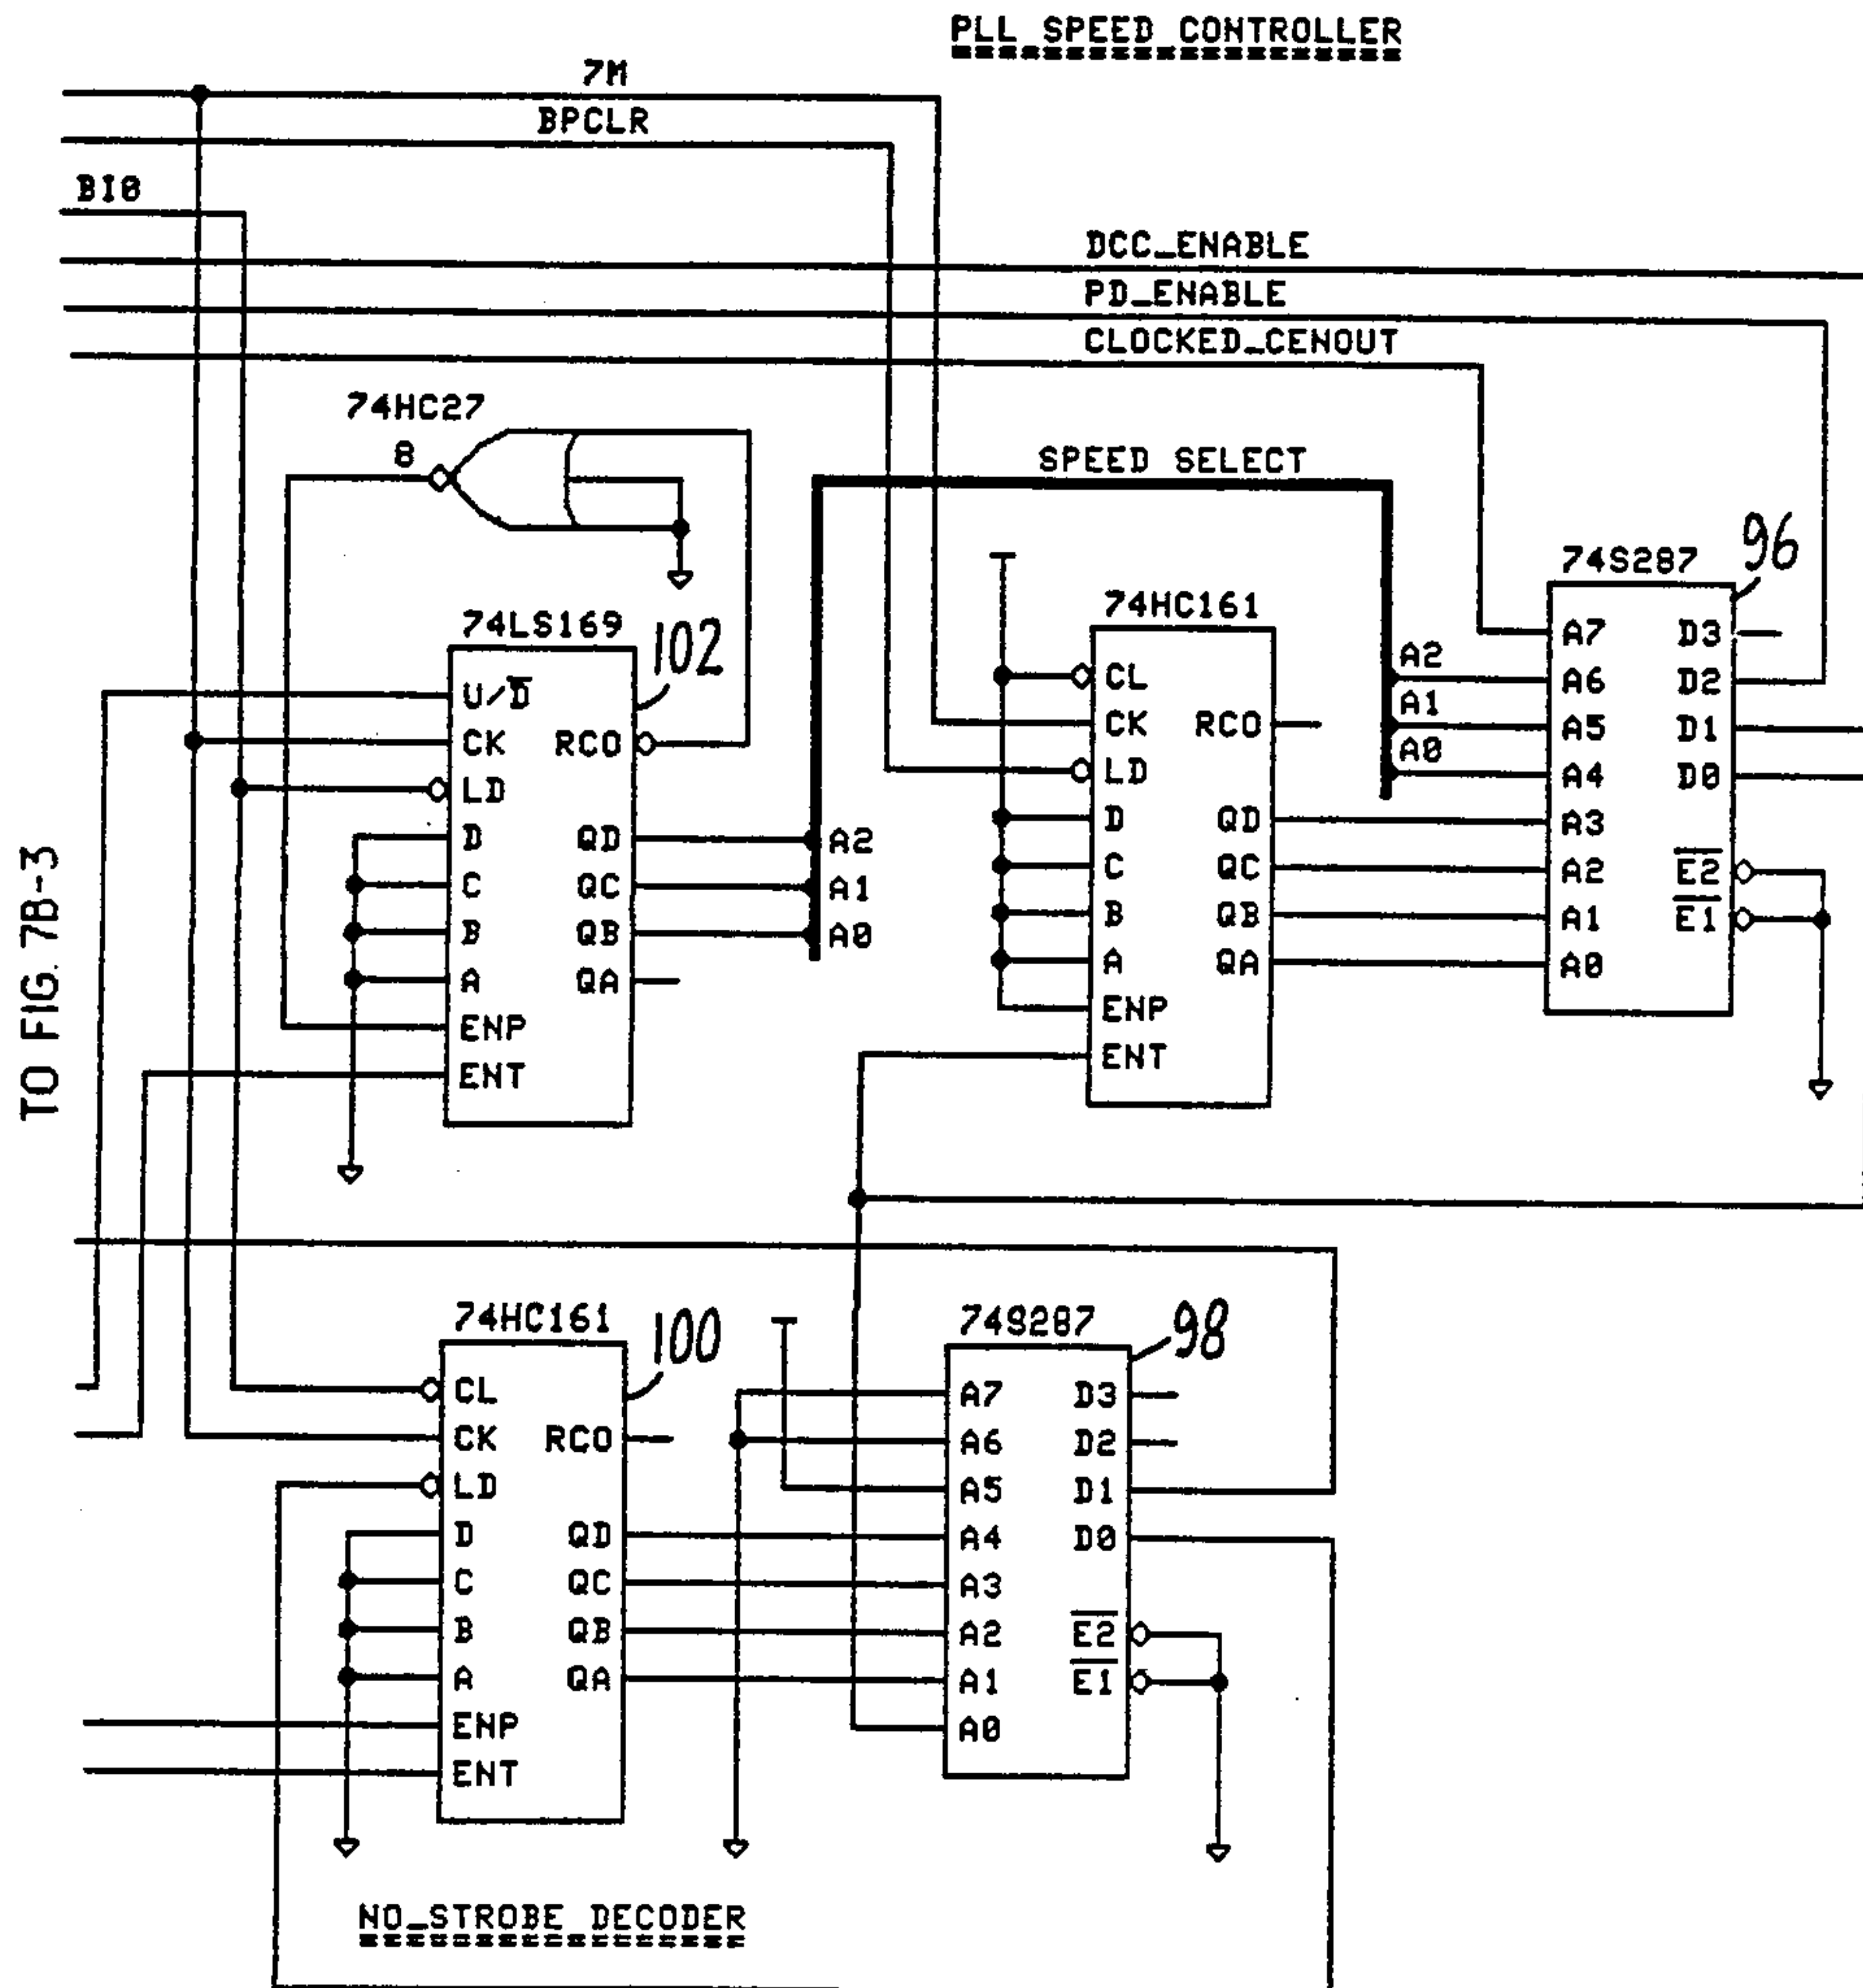 PLL SPEED CONTROLLER
7M
BPCLR
BI0
DCC_ENABLE
PD_ENABLE
CLOCKED_CENOUT
74HC27
8
SPEED SELECT
TO FIG. 7B-3
74LS169
102
U/D̅
CK RCO
LD
D QD A2
C QC A1
B QB A0
A QA
ENP
ENT
74HC161
CL
CK RCO
LD
D QD
C QC
B QB
A QA
ENP
ENT
74S287
96
A7 D3
A2 A6 D2
A1 A5 D1
A0 A4 D0
A3
A2 E̅2̅
A1 E̅1̅
A0
74HC161
100
CL
CK RCO
LD
D QD
C QC
B QB
A QA
ENP
ENT
74S287
98
A7 D3
A6 D2
A5 D1
A4 D0
A3
A2 E̅2̅
A1 E̅1̅
A0
NO_STROBE DECODER